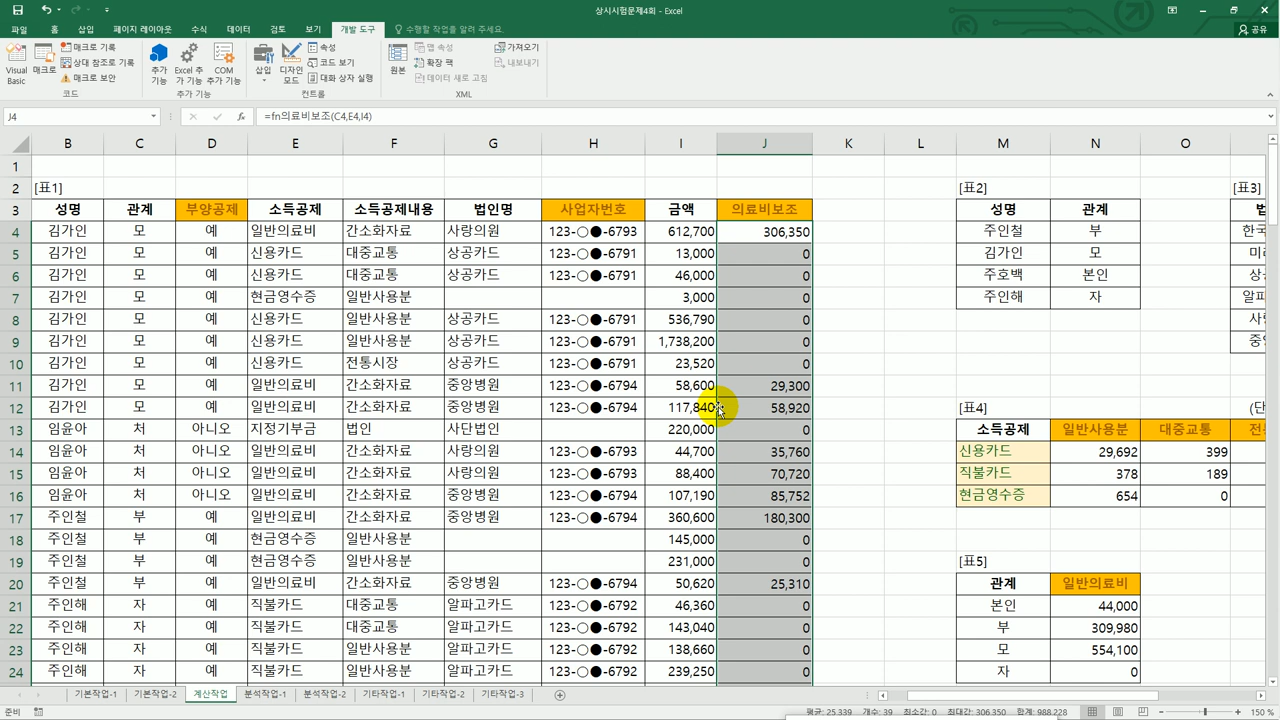 상시시험문제4회 - Excel
파일 홈 삽입 페이지 레이아웃 수식 데이터 검토 보기 개발 도구 수행할 작업을 알려 주세요. 공유
Visual Basic 매크로 매크로 기록 상대 참조로 기록 매크로 보안 추가 기능 Excel 추가 기능 COM 추가 기능 삽입 디자인 모드 속성 코드 보기 대화 상자 실행 원본 맵 속성 확장 팩 데이터 새로 고침 가져오기 내보내기
코드 추가 기능 컨트롤 XML
J4 fx =fn의료비보조(C4,E4,I4)
B C D E F G H I J K L M N O
1
2 [표1] [표2] [표3]
3 성명 관계 부양공제 소득공제 소득공제내용 법인명 사업자번호 금액 의료비보조 성명 관계
4 김가인 모 예 일반의료비 간소화자료 사랑의원 123-○●-6793 612,700 306,350 주인철 부 한국
5 김가인 모 예 신용카드 대중교통 상공카드 123-○●-6791 13,000 0 김가인 모
6 김가인 모 예 신용카드 대중교통 상공카드 123-○●-6791 46,000 0 주호백 본인
7 김가인 모 예 현금영수증 일반사용분 3,000 0 주인해 자 알파
8 김가인 모 예 신용카드 일반사용분 상공카드 123-○●-6791 536,790 0
9 김가인 모 예 신용카드 일반사용분 상공카드 123-○●-6791 1,738,200 0
10 김가인 모 예 신용카드 전통시장 상공카드 123-○●-6791 23,520 0
11 김가인 모 예 일반의료비 간소화자료 중앙병원 123-○●-6794 58,600 29,300
12 김가인 모 예 일반의료비 간소화자료 중앙병원 123-○●-6794 117,840 58,920 [표4] (단
13 임윤아 처 아니오 지정기부금 법인 사단법인 220,000 0 소득공제 일반사용분 대중교통
14 임윤아 처 아니오 일반의료비 간소화자료 사랑의원 123-○●-6793 44,700 35,760 신용카드 29,692 399
15 임윤아 처 아니오 일반의료비 간소화자료 사랑의원 123-○●-6793 88,400 70,720 직불카드 378 189
16 임윤아 처 아니오 일반의료비 간소화자료 중앙병원 123-○●-6794 107,190 85,752 현금영수증 654 0
17 주인철 부 예 일반의료비 간소화자료 중앙병원 123-○●-6794 360,600 180,300
18 주인철 부 예 현금영수증 일반사용분 145,000 0
19 주인철 부 예 현금영수증 일반사용분 231,000 0 [표5]
20 주인철 부 예 일반의료비 간소화자료 중앙병원 123-○●-6794 50,620 25,310 관계 일반의료비
21 주인해 자 예 직불카드 대중교통 알파고카드 123-○●-6792 46,360 0 본인 44,000
22 주인해 자 예 직불카드 대중교통 알파고카드 123-○●-6792 143,040 0 부 309,980
23 주인해 자 예 직불카드 일반사용분 알파고카드 123-○●-6792 138,660 0 모 554,100
24 주인해 자 예 직불카드 일반사용분 알파고카드 123-○●-6792 239,250 0 자 0
기본작업-1 기본작업-2 계산작업 분석작업-1 분석작업-2 기타작업-1 기타작업-2 기타작업-3
준비 평균: 25,339 개수: 39 최소값: 0 최대값: 306,350 합계: 988,228 150 %